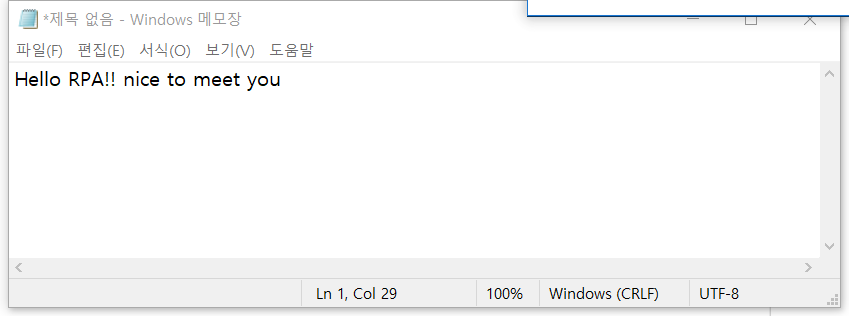 *제목 없음 - Windows 메모장
파일(F) 편집(E) 서식(O) 보기(V) 도움말
Hello RPA!! nice to meet you
Ln 1, Col 29 100% Windows (CRLF) UTF-8